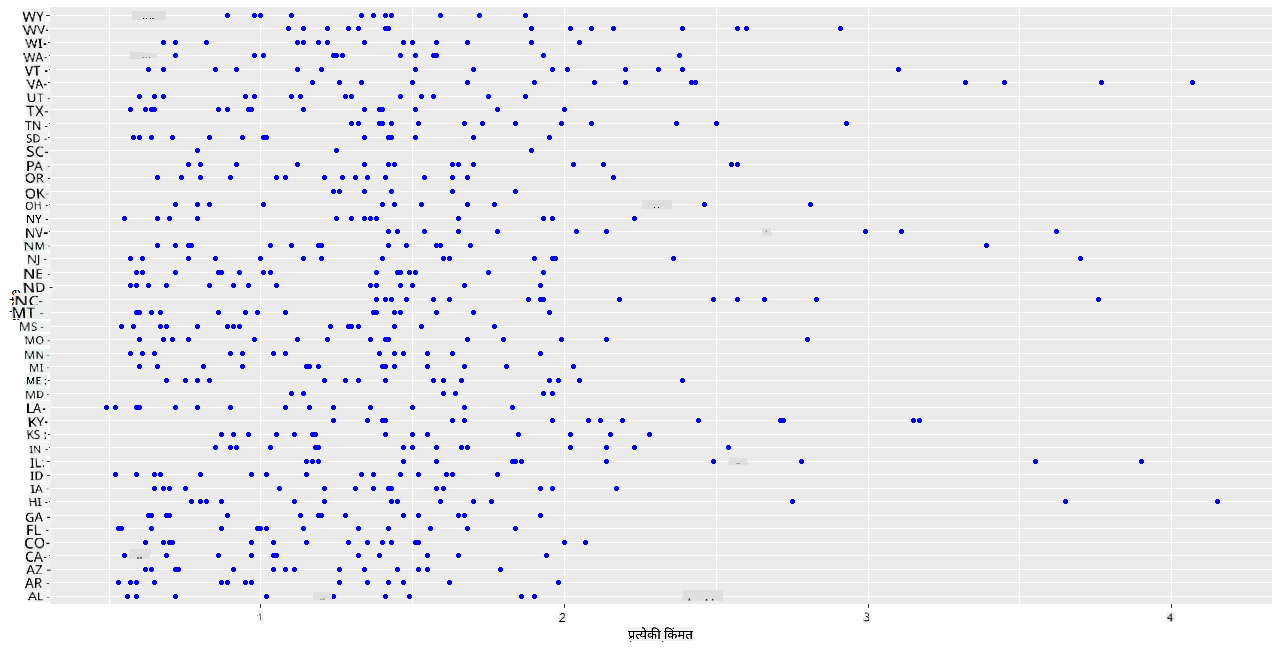 WY
WV-
WI-
WA-
VT -
VA-
UT -
TX-
TN -
SD -
SC-
PA -
OR -
OK-
OH -
NY -
NV-
NM-
NJ -
NE -
ND -
NC-
MT -
MS -
MO -
MN -
MI-
ME :
MD
LA-
KY-
KS :
IN -
IL:
ID
IA
HI-
GA
FL -
CO-
CA-
AZ -
AR -
AL -
1 2 3 4
प्रत्येकी किंमत